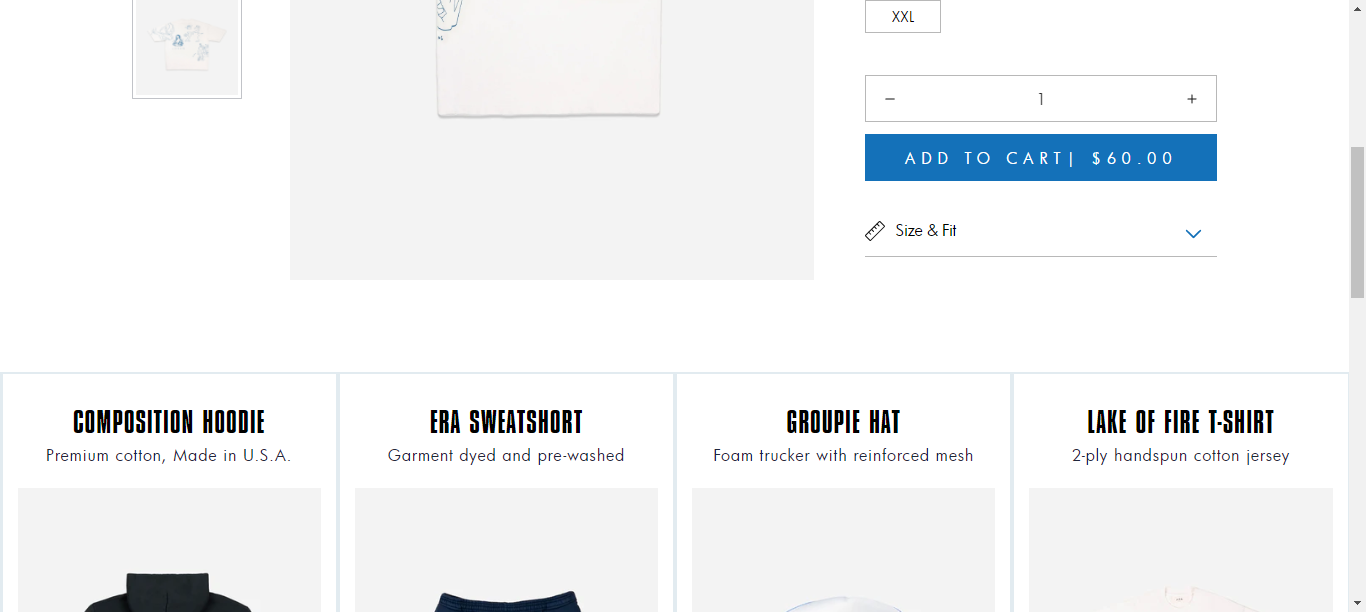 XXL
1
ADD TO CART| $60.00
Size & Fit
COMPOSITION HOODIE
Premium cotton, Made in U.S.A.
ERA SWEATSHORT
Garment dyed and pre-washed
GROUPIE HAT
Foam trucker with reinforced mesh
LAKE OF FIRE T-SHIRT
2-ply handspun cotton jersey